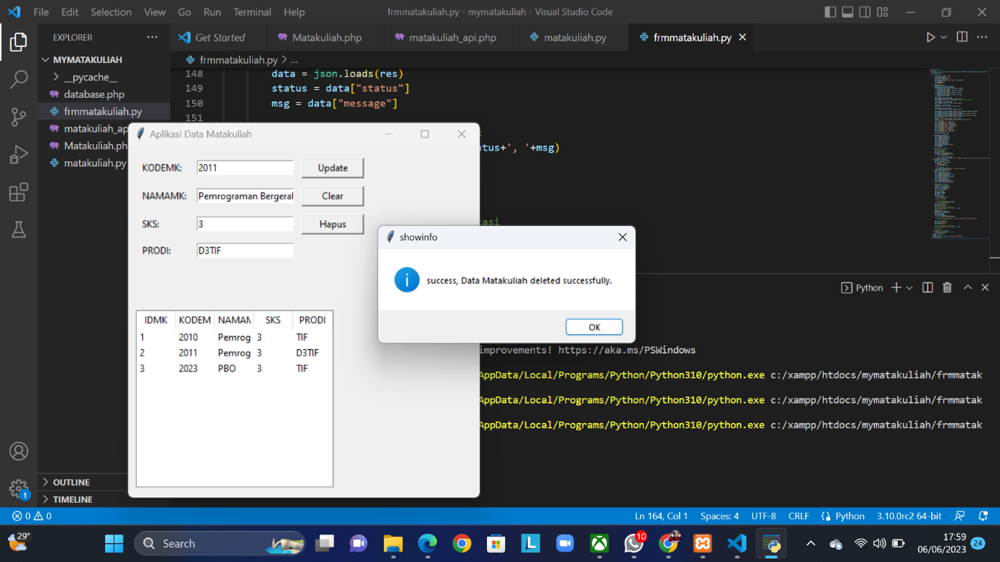 File Edit Selection View Go Run Terminal Help
frmmatakuliah.py - mymatakuliah - Visual Studio Code
EXPLORER
Get Started
Matakuliah.php
matakuliah_api.php
matakuliah.py
frmmatakuliah.py
MYMATAKULIAH
__pycache__
database.php
frmmatakuliah.py
matakuliah_ap
Matakuliah.ph
matakuliah.py
frmmatakuliah.py > ...
148 data = json.loads(res)
149 status = data["status"]
150 msg = data["message"]
151
tus+', '+msg)
asi
Aplikasi Data Matakuliah
KODEMK: 2011 Update
NAMAMK: Pemrograman Bergeral Clear
SKS: 3 Hapus
PRODI: D3TIF
IDMK KODEM NAMAM SKS PRODI
1 2010 Pemrog 3 TIF
2 2011 Pemrog 3 D3TIF
3 2023 PBO 3 TIF
showinfo
success, Data Matakuliah deleted successfully.
OK
Python
improvements! https://aka.ms/PSWindows
AppData/Local/Programs/Python/Python310/python.exe c:/xampp/htdocs/mymatakuliah/frmmatak
AppData/Local/Programs/Python/Python310/python.exe c:/xampp/htdocs/mymatakuliah/frmmatak
AppData/Local/Programs/Python/Python310/python.exe c:/xampp/htdocs/mymatakuliah/frmmatak
OUTLINE
TIMELINE
1
0 0
Ln 164, Col 1 Spaces: 4 UTF-8 CRLF Python 3.10.0rc2 64-bit
29°
Search
L
10
17:59
06/06/2023
24